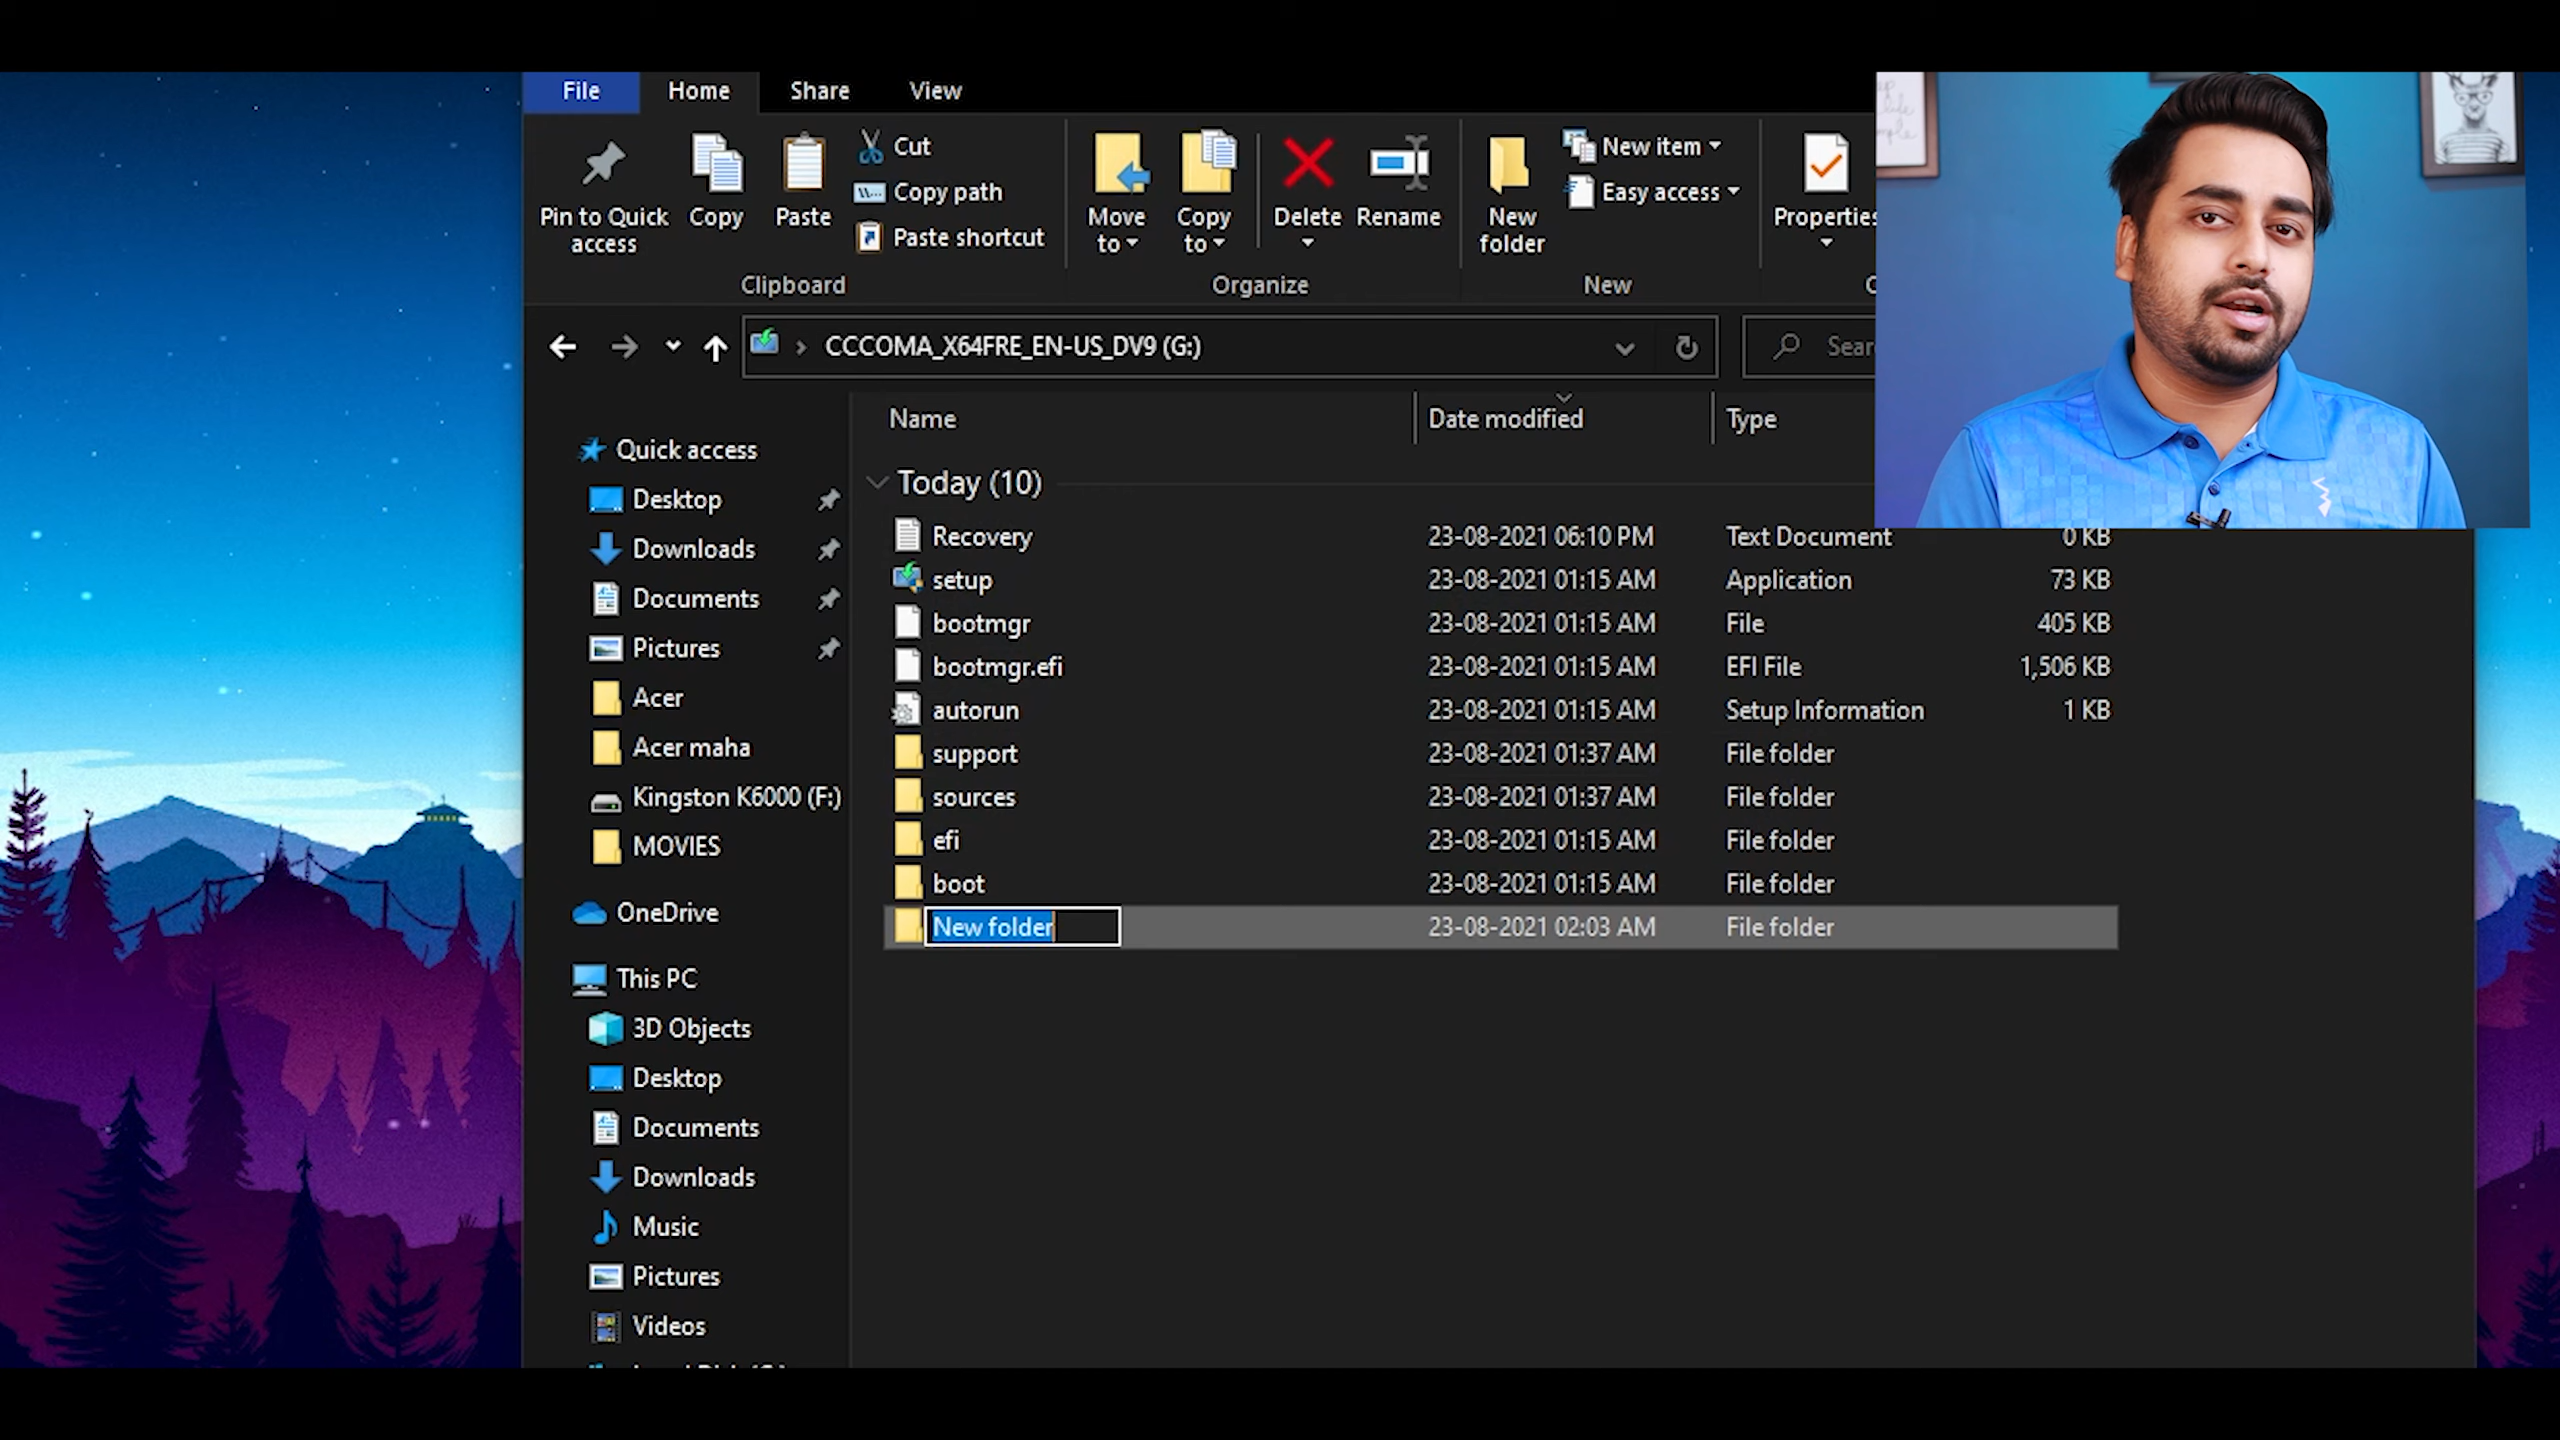 File Home Share View
Pin to Quick access
Copy
Paste
Cut
Copy path
Paste shortcut
Clipboard
Move to
Copy to
Delete
Rename
Organize
New folder
New item
Easy access
New
Properties
CCCOMA_X64FRE_EN-US_DV9 (G:)
Sear
Name Date modified Type
Quick access
Desktop
Downloads
Documents
Pictures
Acer
Acer maha
Kingston K6000 (F:)
MOVIES
OneDrive
This PC
3D Objects
Desktop
Documents
Downloads
Music
Pictures
Videos
Today (10)
Recovery 23-08-2021 06:10 PM Text Document 0 KB
setup 23-08-2021 01:15 AM Application 73 KB
bootmgr 23-08-2021 01:15 AM File 405 KB
bootmgr.efi 23-08-2021 01:15 AM EFI File 1,506 KB
autorun 23-08-2021 01:15 AM Setup Information 1 KB
support 23-08-2021 01:37 AM File folder
sources 23-08-2021 01:37 AM File folder
efi 23-08-2021 01:15 AM File folder
boot 23-08-2021 01:15 AM File folder
New folder 23-08-2021 02:03 AM File folder